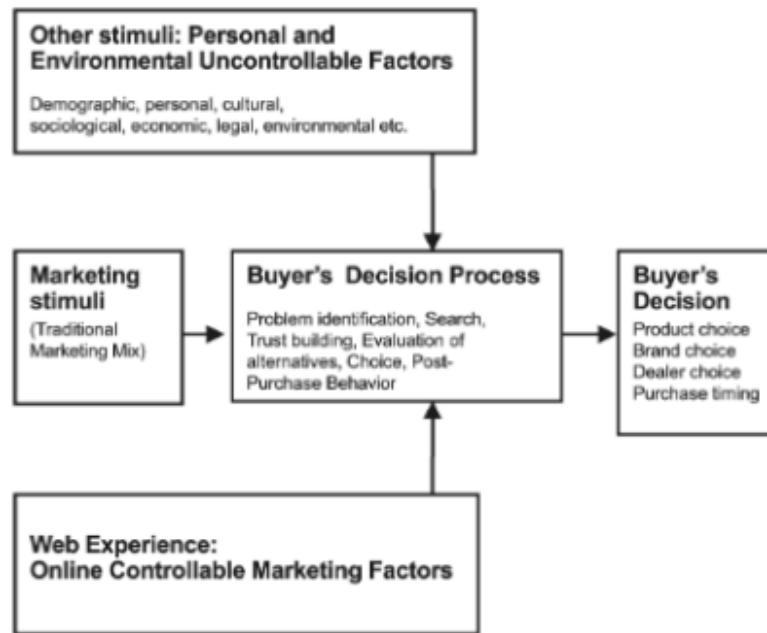 Other stimuli: Personal and
Environmental Uncontrollable Factors
Demographic, personal, cultural,
sociological, economic, legal, environmental etc.
Marketing
stimuli
(Traditional
Marketing Mix)
Buyer's Decision Process
Problem identification, Search,
Trust building, Evaluation of
alternatives, Choice, Post-
Purchase Behavior
Buyer's
Decision
Product choice
Brand choice
Dealer choice
Purchase timing
Web Experience:
Online Controllable Marketing Factors